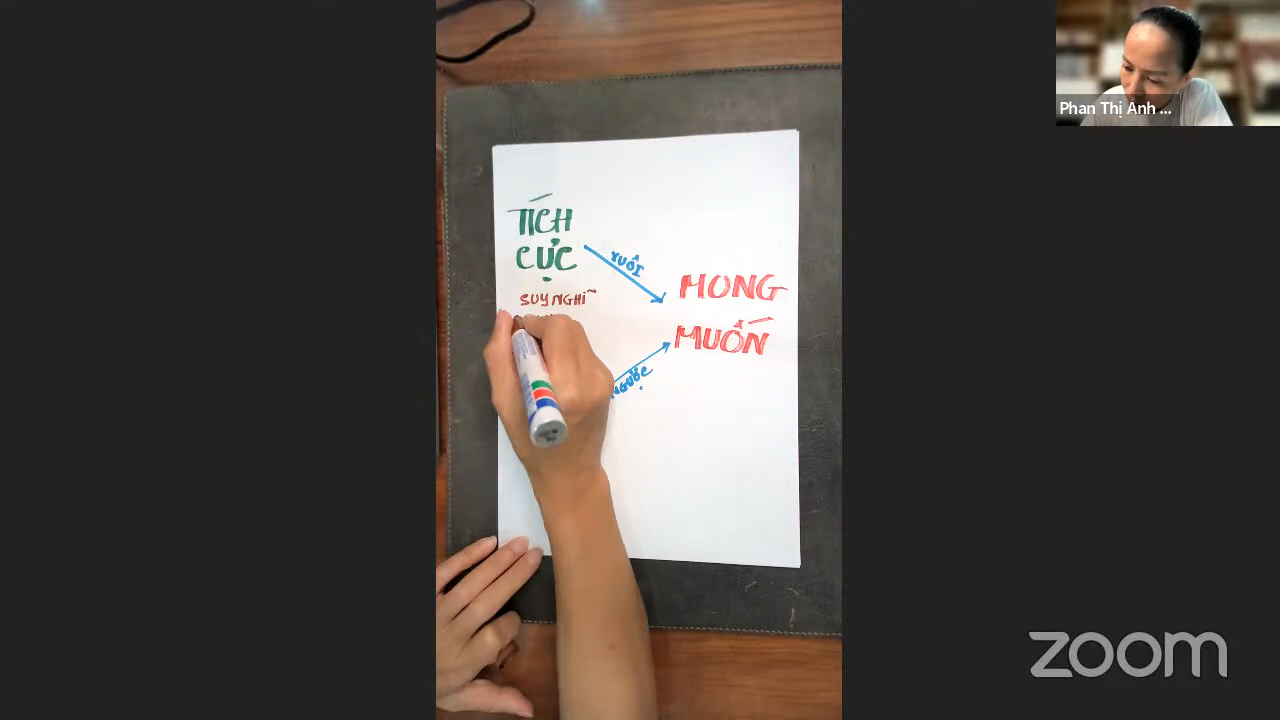 Phan Thị Anh ...
TÍCH
CỰC
XUÔI
SUY NGHĨ
MONG
MUỐN
NGƯỢC
zoom